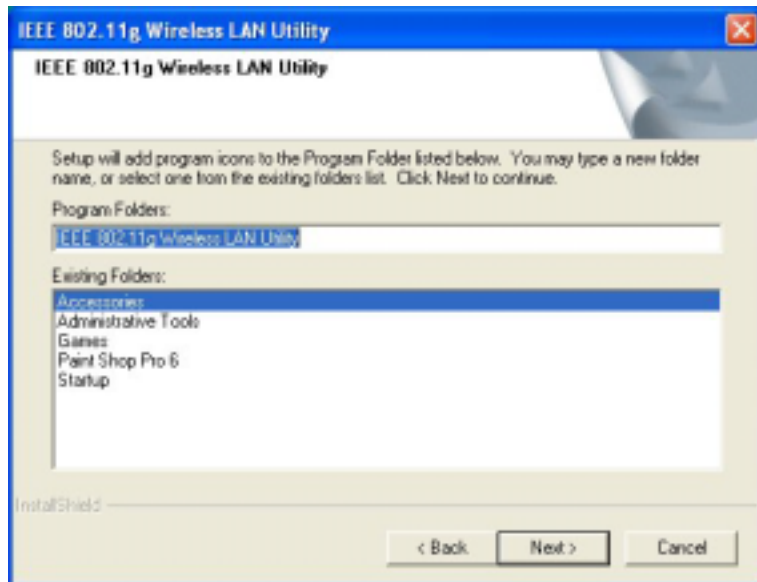 IEEE 802.11g Wireless LAN Utility
IEEE 802.11g Wireless LAN Utility
Setup will add program icons to the Program Folder listed below. You may type a new folder
name, or select one from the existing folders list. Click Next to continue.
Program Folders:
IEEE 802.11g Wireless LAN Utility
Existing Folders:
Accessories
Administrative Tools
Games
Paint Shop Pro 6
Startup
InstallShield
< Back Next > Cancel